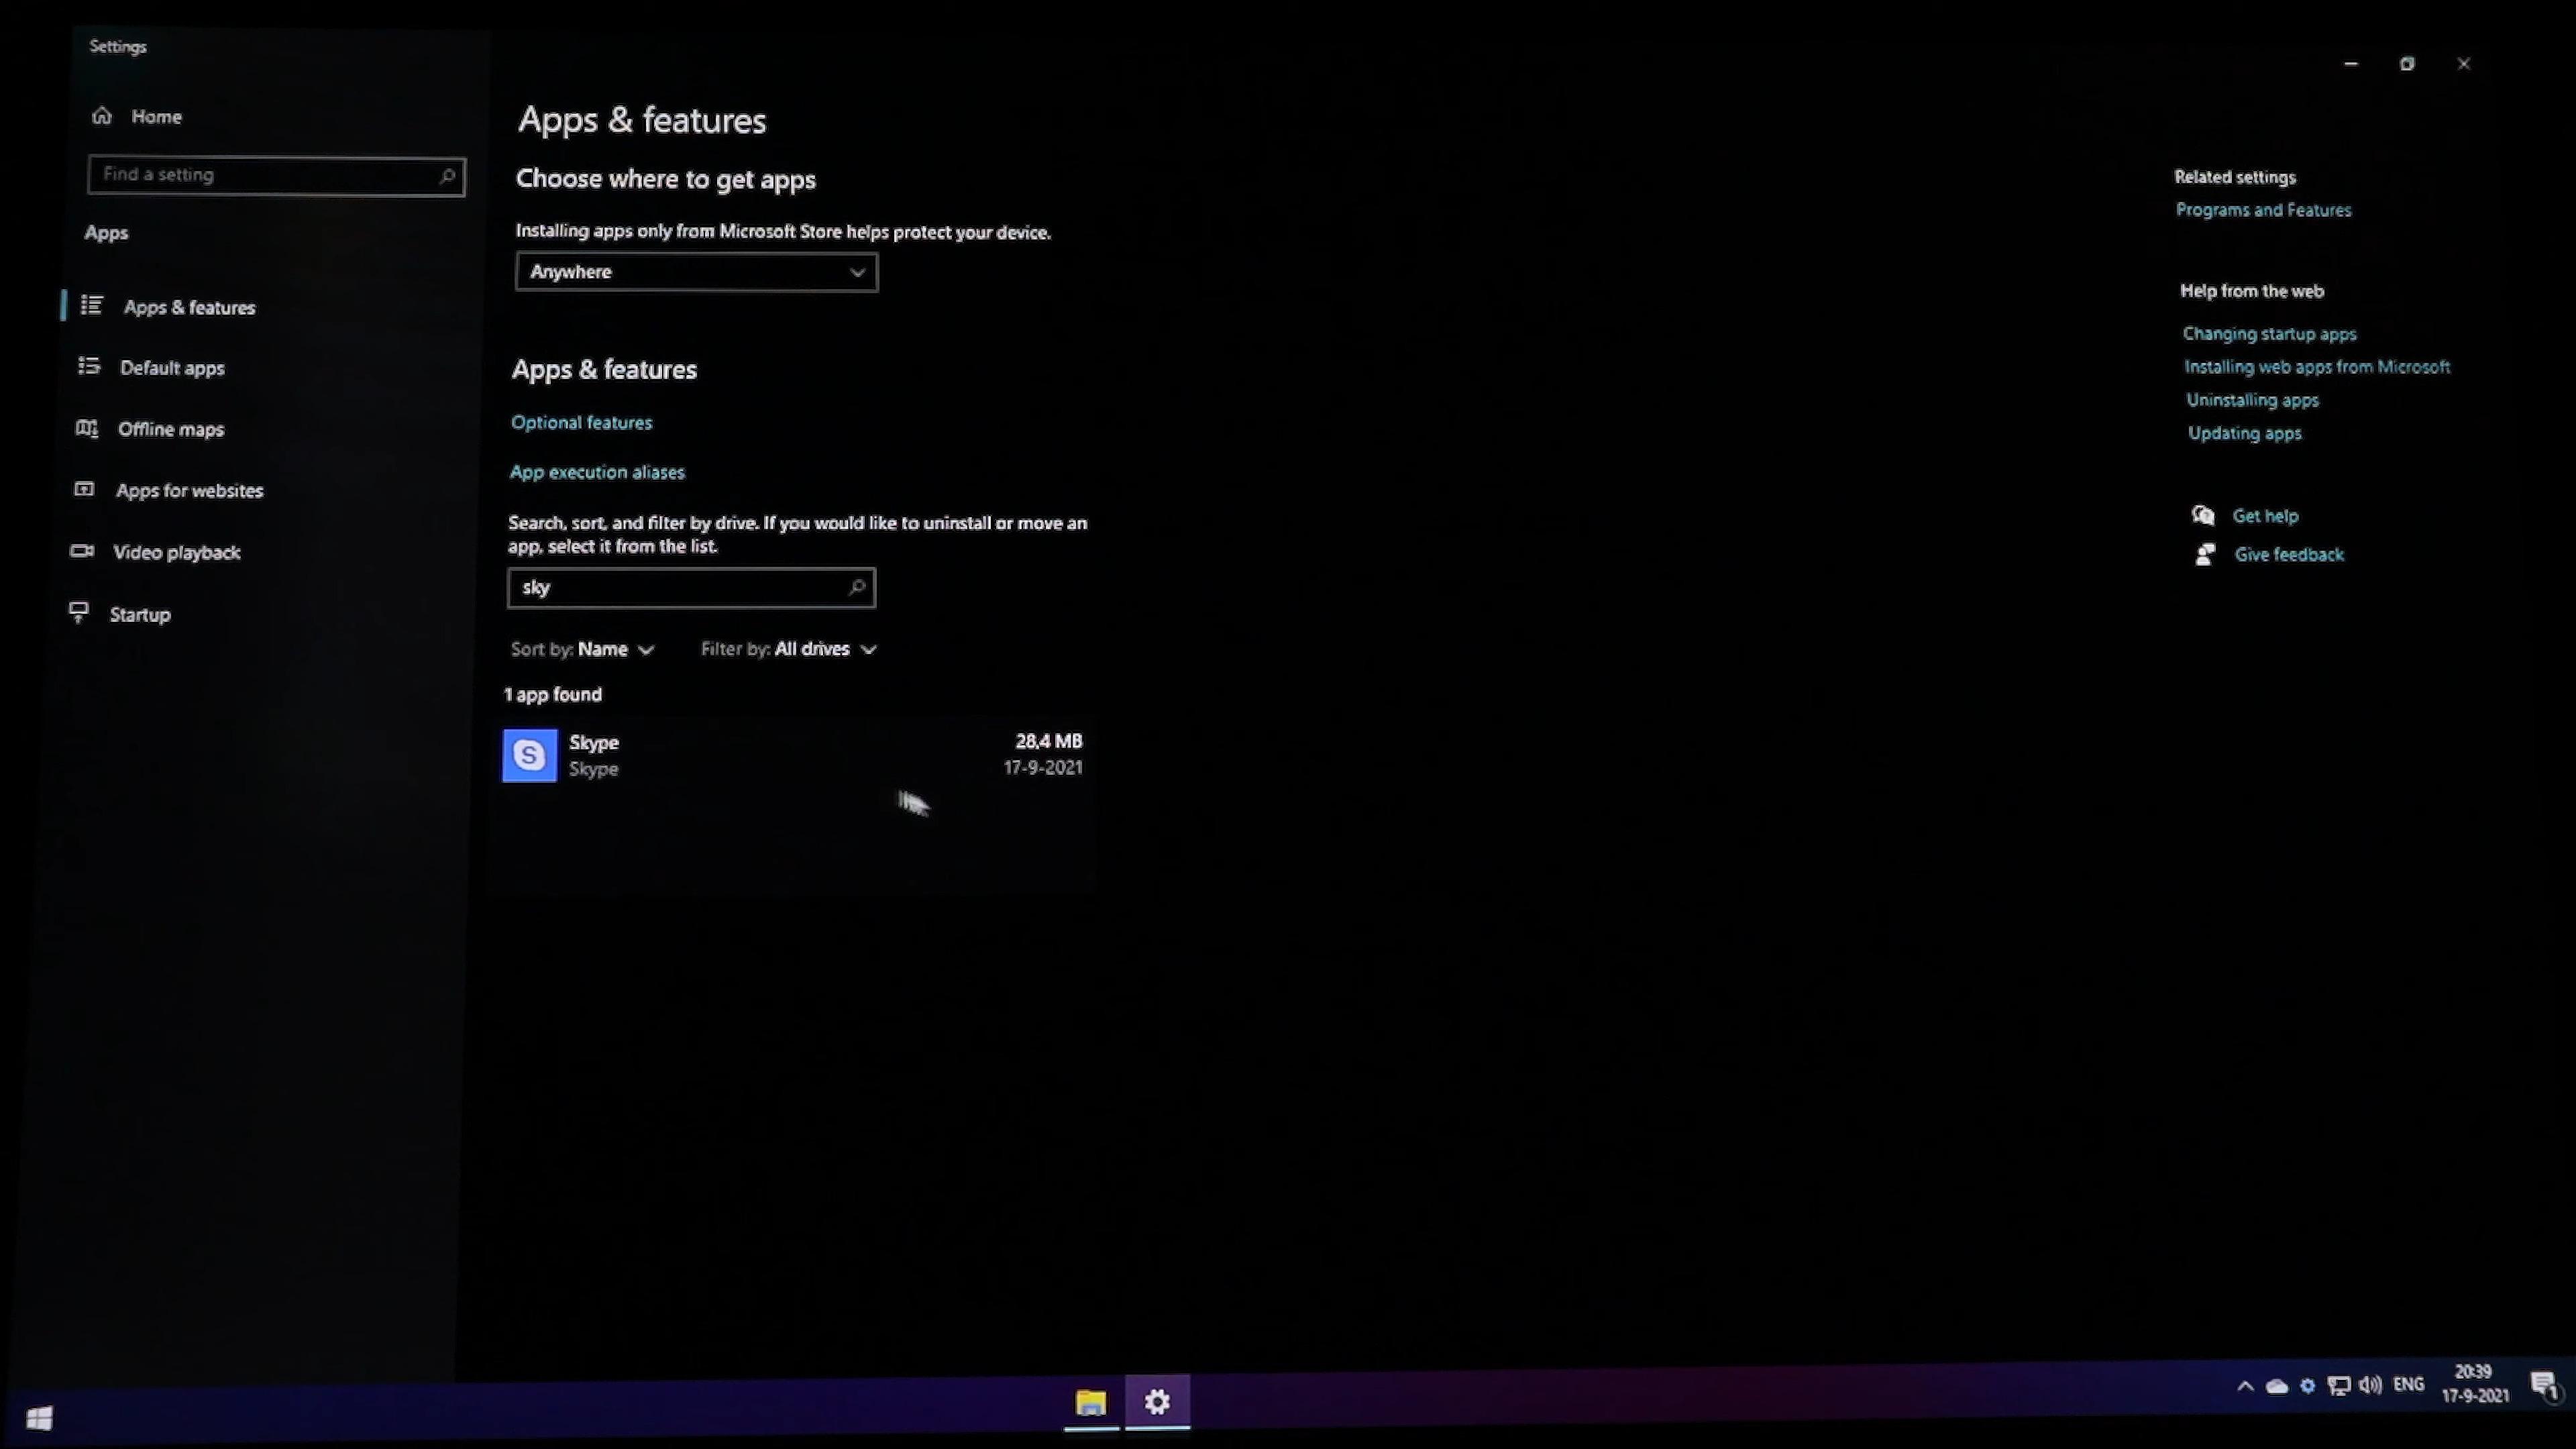 Settings
Home
Find a setting
Apps
Apps & features
Default apps
Offline maps
Apps for websites
Video playback
Startup
Apps & features
Choose where to get apps
Installing apps only from Microsoft Store helps protect your device.
Anywhere
Apps & features
Optional features
App execution aliases
Search, sort, and filter by drive. If you would like to uninstall or move an
app, select it from the list.
sky
Sort by: Name
Filter by: All drives
1 app found
S
Skype
28,4 MB
Skype
17-9-2021
Related settings
Programs and Features
Help from the web
Changing startup apps
Installing web apps from Microsoft
Uninstalling apps
Updating apps
Get help
Give feedback
ENG
20:39
17-9-2021
1